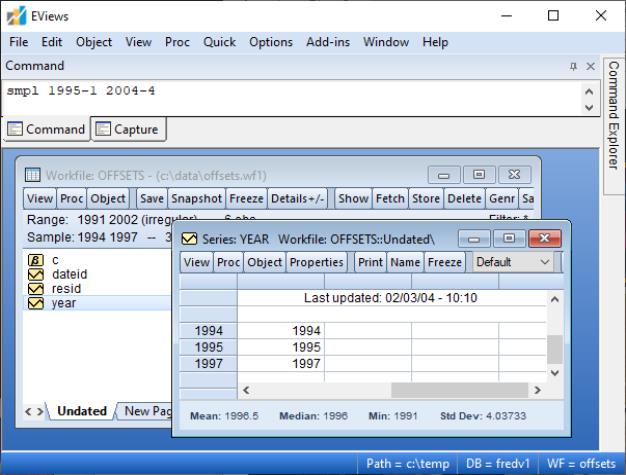 EViews
File Edit Object View Proc Quick Options Add-ins Window Help
Command
smpl 1995-1 2004-4
Command Capture
Command Explorer
Workfile: OFFSETS - (c:\data\offsets.wf1)
View Proc Object Save Snapshot Freeze Details+/- Show Fetch Store Delete Genr Sa
Range: 1991 2002 (irregular) -- 6 obs Filter: *
Sample: 1994 1997 -- 3
c
dateid
resid
year
Undated New Pag
Series: YEAR Workfile: OFFSETS::Undated\
View Proc Object Properties Print Name Freeze Default
Last updated: 02/03/04 - 10:10
1994 1994
1995 1995
1997 1997
Mean: 1996.5 Median: 1996 Min: 1991 Std Dev: 4.03733
Path = c:\temp DB = fredv1 WF = offsets